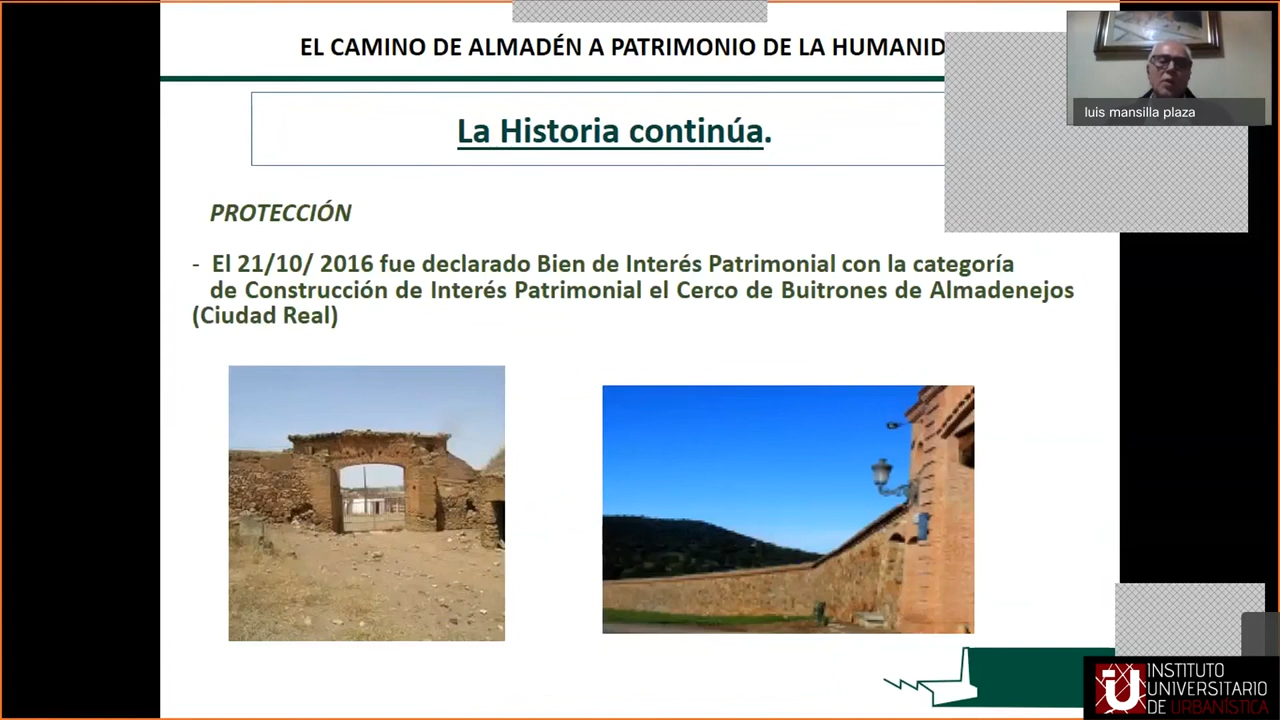 EL CAMINO DE ALMADÉN A PATRIMONIO DE LA HUMANID
luis mansilla plaza
La Historia continúa.
PROTECCIÓN
- El 21/10/ 2016 fue declarado Bien de Interés Patrimonial con la categoría
de Construcción de Interés Patrimonial el Cerco de Buitrones de Almadenejos
(Ciudad Real)
INSTITUTO
UNIVERSITARIO
DE URBANÍSTICA